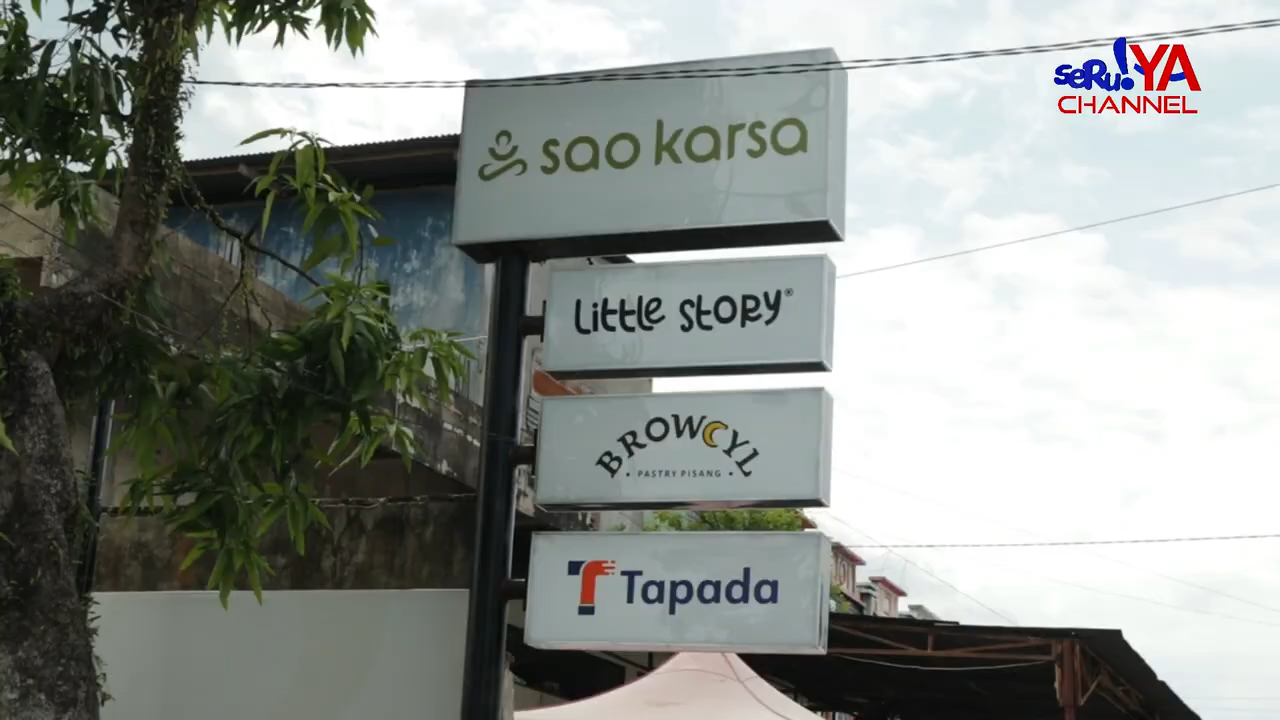 seRu!YA
CHANNEL
sao karsa
Little Story®
BROWCYL
• PASTRY PISANG •
Tapada